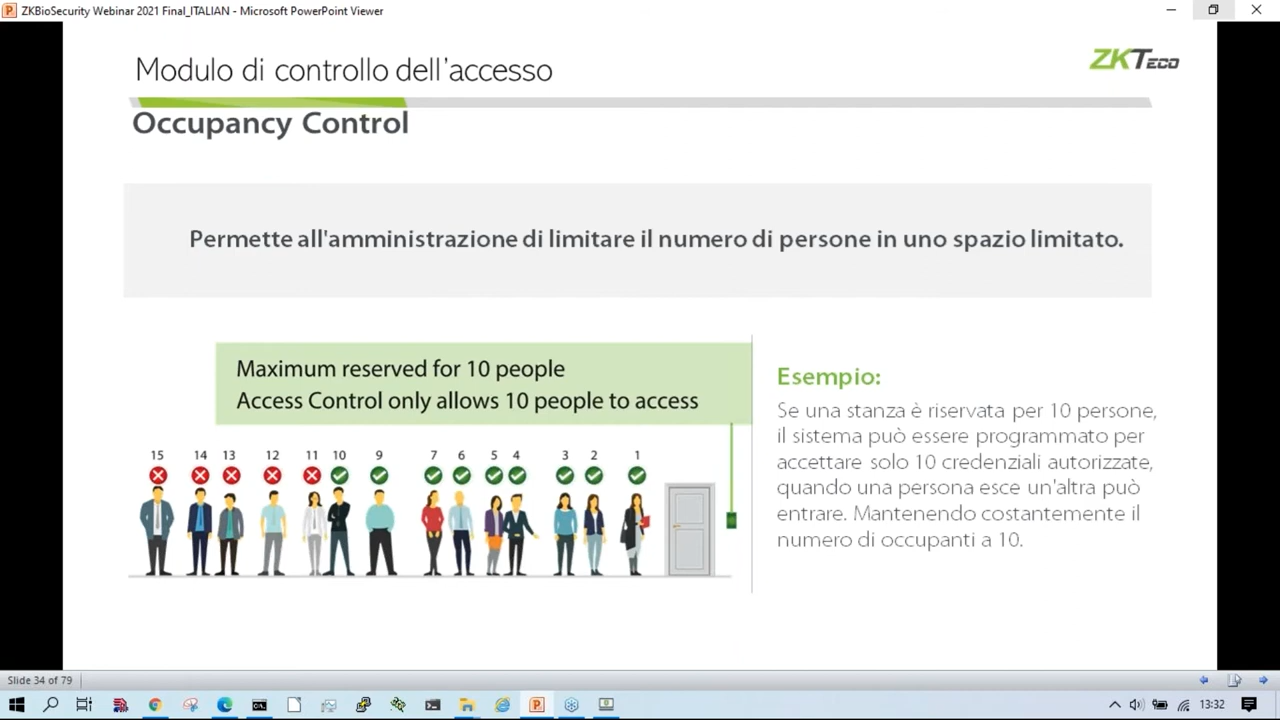 ZKBioSecurity Webinar 2021 Final_ITALIAN - Microsoft PowerPoint Viewer
Modulo di controllo dell'accesso
ZKTeco
Occupancy Control
Permette all'amministrazione di limitare il numero di persone in uno spazio limitato.
Maximum reserved for 10 people
Access Control only allows 10 people to access
15 14 13 12 11 10 9 7 6 5 4 3 2 1
Esempio:
Se una stanza è riservata per 10 persone,
il sistema può essere programmato per
accettare solo 10 credenziali autorizzate,
quando una persona esce un'altra può
entrare. Mantenendo costantemente il
numero di occupanti a 10.
Slide 34 of 79
13:32